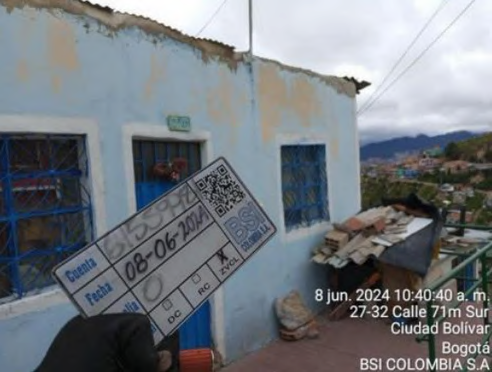 Cuenta
Fecha 08-06-2024
0
DC
RC
X
ZVCL
BSI
COLOMBIA S.A.
8 jun. 2024 10:40:40 a. m.
27-32 Calle 71m Sur
Ciudad Bolívar
Bogotá
BSI COLOMBIA S.A